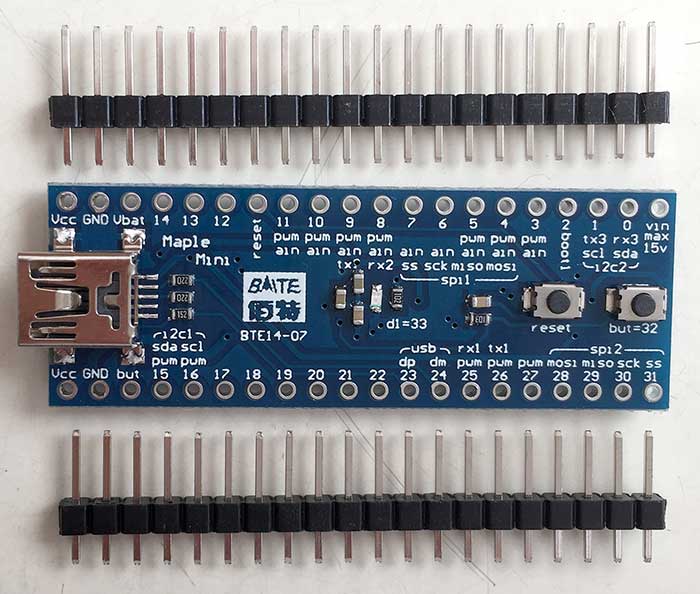 Vcc GND Vbat 14 13 12 reset 11 10 9 8 7 6 5 4 3 2 1 0 vin
pwm pwm pwm pwm pwm pwm pwm boot1 tx3 rx3 max
ain ain ain ain ain ain ain ain ain scl sda 15v
tx2 rx2 ss sck miso mosi i2c2
spi1
Maple
Mini
BAITE
佰特
BTE14-07
220
220
152
d1=33
reset
but=32
i2c1 usb rx1 tx1 spi2
sda scl dp dm pwm pwm pwm mosi miso sck ss
pwm pwm
Vcc GND but 15 16 17 18 19 20 21 22 23 24 25 26 27 28 29 30 31